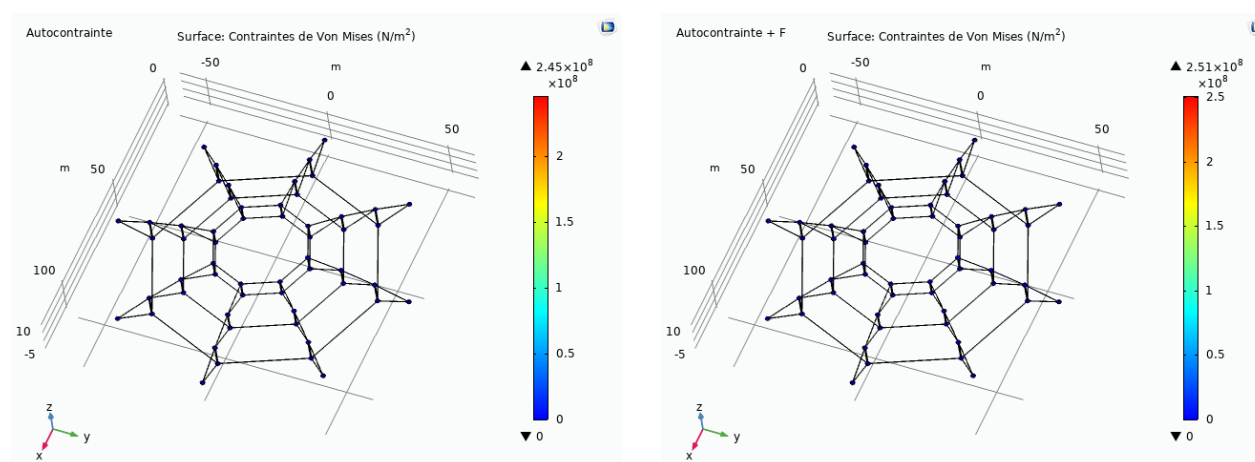 Autocontrainte
Surface: Contraintes de Von Mises (N/m²)
0
-50
m
0
50
m
50
100
10
-5
z
y
x
▲ 2.45×10⁸
×10⁸
2
1.5
1
0.5
0
▼ 0
Autocontrainte + F
Surface: Contraintes de Von Mises (N/m²)
0
-50
m
0
50
m
50
100
10
-5
z
y
x
▲ 2.51×10⁸
×10⁸
2.5
2
1.5
1
0.5
0
▼ 0